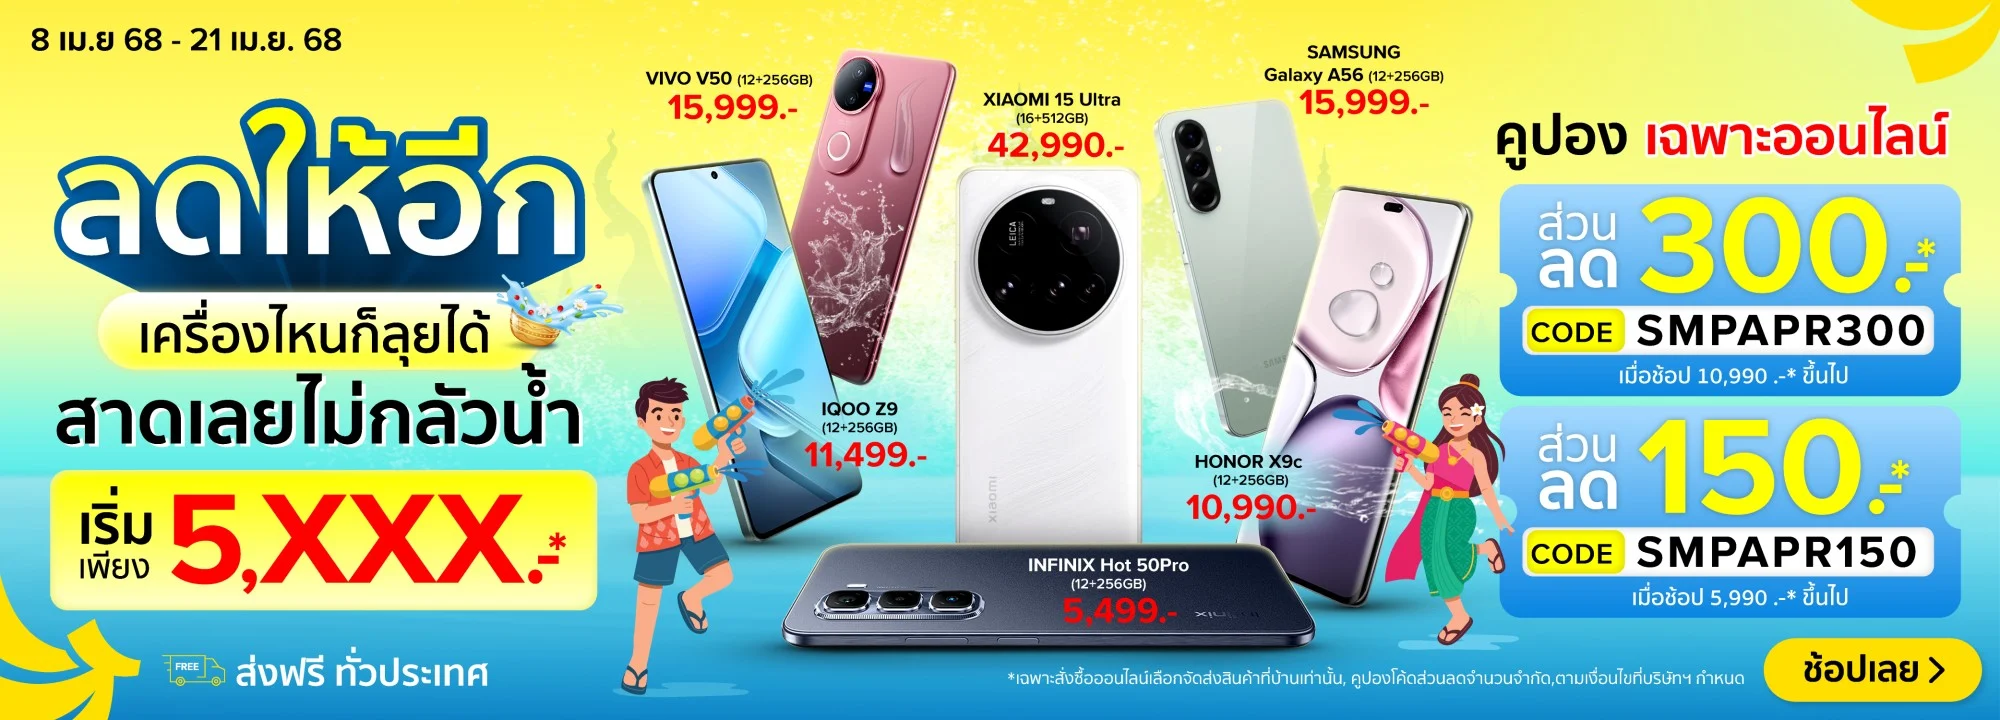 8 เม.ย 68 - 21 เม.ย. 68
ลดให้อีก
เครื่องไหนก็ลุยได้
สาดเลยไม่กลัวน้ำ
เริ่ม
เพียง
5,XXX.-*
FREE
ส่งฟรี ทั่วประเทศ
VIVO V50 (12+256GB)
15,999.-
XIAOMI 15 Ultra
(16+512GB)
42,990.-
SAMSUNG
Galaxy A56 (12+256GB)
15,999.-
LEICA
SAMSUNG
xiaomi
IQOO Z9
(12+256GB)
11,499.-
HONOR X9c
(12+256GB)
10,990.-
INFINIX Hot 50Pro
(12+256GB)
5,499.-
คูปอง เฉพาะออนไลน์
ส่วน
ลด
300.-*
CODE SMPAPR300
เมื่อช้อป 10,990 .-* ขึ้นไป
ส่วน
ลด
150.-*
CODE SMPAPR150
เมื่อช้อป 5,990 .-* ขึ้นไป
*เฉพาะสั่งซื้อออนไลน์เลือกจัดส่งสินค้าที่บ้านเท่านั้น, คูปองโค้ดส่วนลดจำนวนจำกัด,ตามเงื่อนไขที่บริษัทฯ กำหนด
ช้อปเลย >